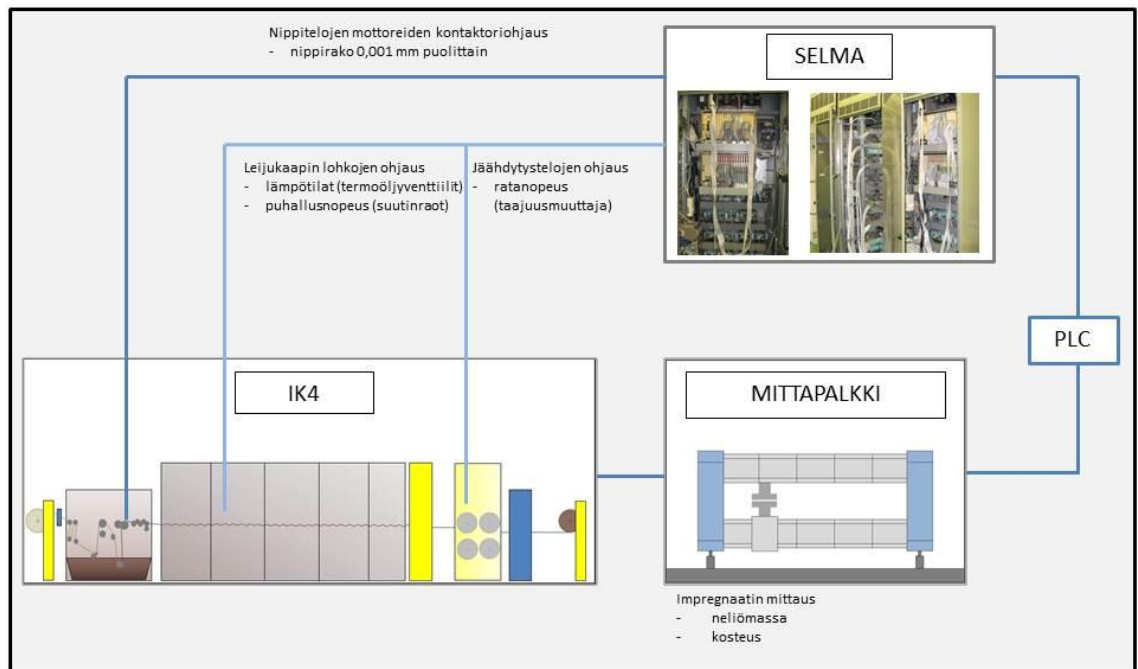 Nippitelojen mottoreiden kontaktoriohjaus
- nippirako 0,001 mm puolittain
SELMA
Leijukaapin lohkojen ohjaus
- lämpötilat (termoöljyventtiilit)
- puhallusnopeus (suutinraot)
Jäähdytystelojen ohjaus
- ratanopeus
(taajuusmuuttaja)
PLC
IK4
MITTAPALKKI
Impregnaatin mittaus
- neliömassa
- kosteus